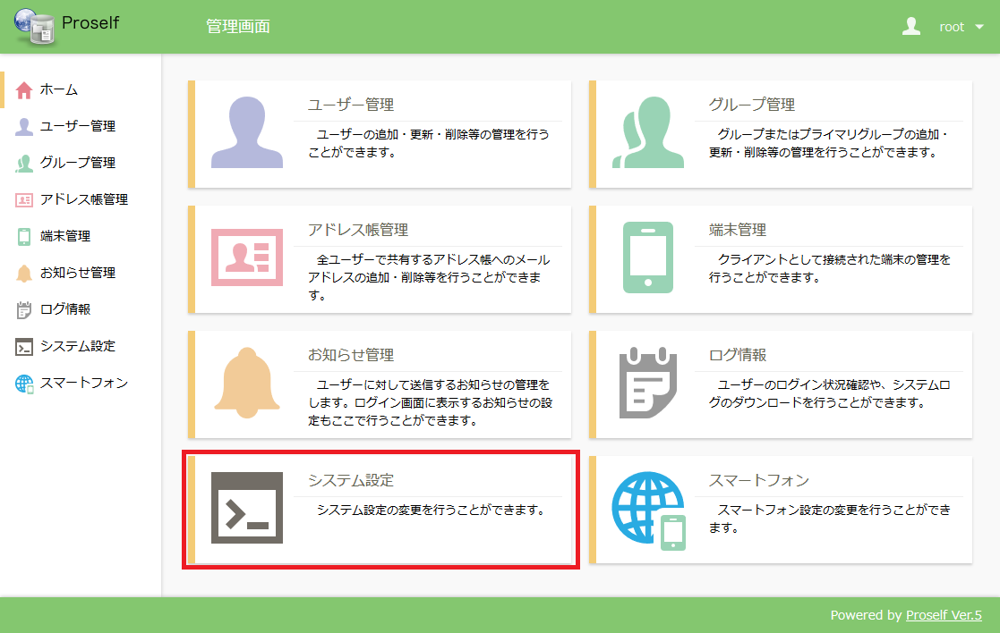 Proself
管理画面
root
ホーム
ユーザー管理
グループ管理
アドレス帳管理
端末管理
お知らせ管理
ログ情報
システム設定
スマートフォン
ユーザー管理
ユーザーの追加・更新・削除等の管理を行う
ことができます。
グループ管理
グループまたはプライマリグループの追加・
更新・削除等の管理を行うことができます。
アドレス帳管理
全ユーザーで共有するアドレス帳へのメール
アドレスの追加・削除等を行うことができま
す。
端末管理
クライアントとして接続された端末の管理を
行うことができます。
お知らせ管理
ユーザーに対して送信するお知らせの管理を
します。ログイン画面に表示するお知らせの設
定もここで行うことができます。
ログ情報
ユーザーのログイン状況確認や、システムロ
グのダウンロードを行うことができます。
システム設定
システム設定の変更を行うことができます。
スマートフォン
スマートフォン設定の変更を行うことができ
ます。
Powered by Proself Ver.5